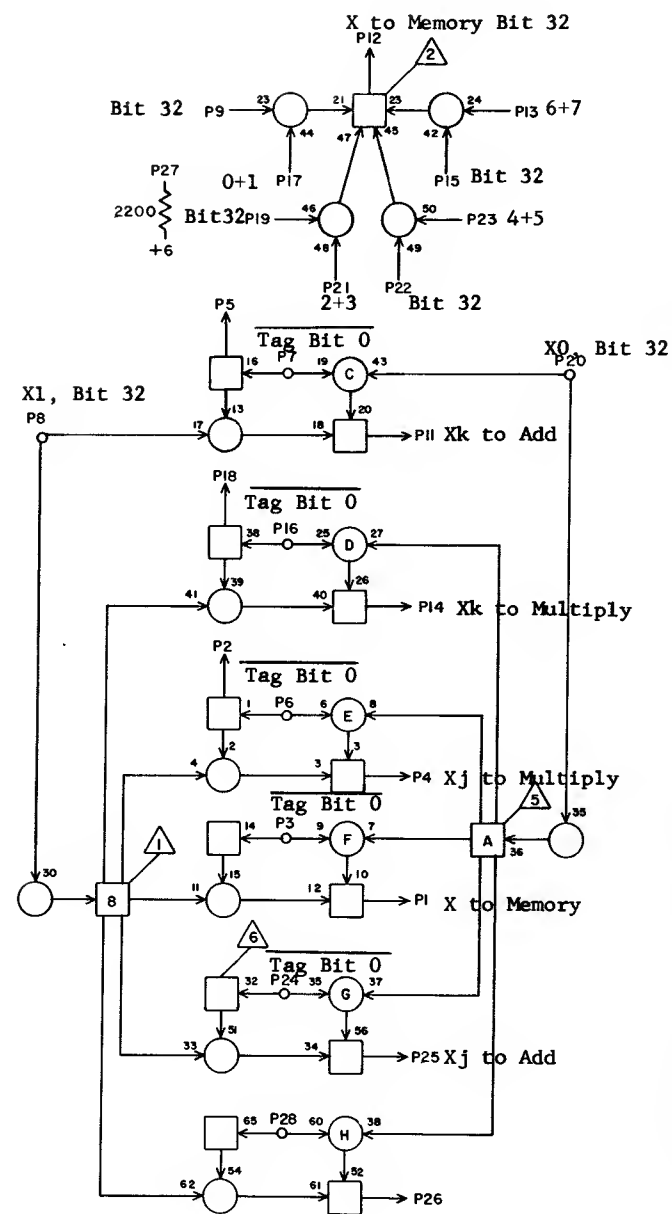 X to Memory Bit 32
P12
2
Bit 32 P9 23 21 23 24 P13 6+7
44 47 45 42
P27 0+1 P17 P15 Bit 32
2200 Bit32 P19 46 50 P23 4+5
+6 48 49
P21 P22
2+3 Bit 32
P5
Tag Bit 0 X0, Bit 32
P7 P20
16 19 C 43
X1, Bit 32
P8
13 20
17 18 P11 Xk to Add
P18
Tag Bit 0
P16
38 25 D 27
39 26
41 40 P14 Xk to Multiply
P2
Tag Bit 0
P6
1 6 E 8
2 3
4 3 P4 Xj to Multiply
Tag Bit 0 5
P3 35
14 9 F 7 A 36
1
15 10
30 8 11 12 P1 X to Memory
6
Tag Bit 0
P24
32 35 G 37
51 56
33 34 P25 Xj to Add
P28
65 60 H 38
54 52
62 61 P26